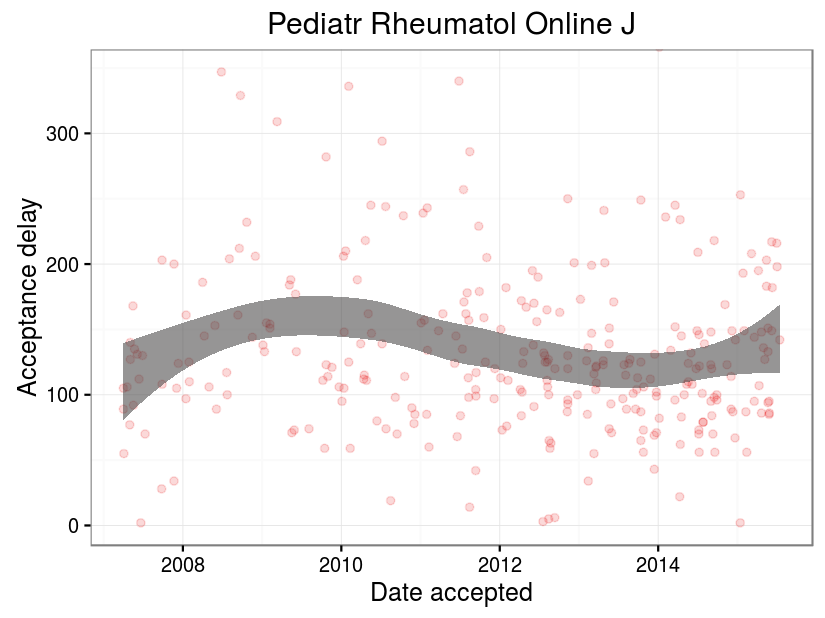 Pediatr Rheumatol Online J
Acceptance delay
300
200
100
0
2008 2010 2012 2014
Date accepted